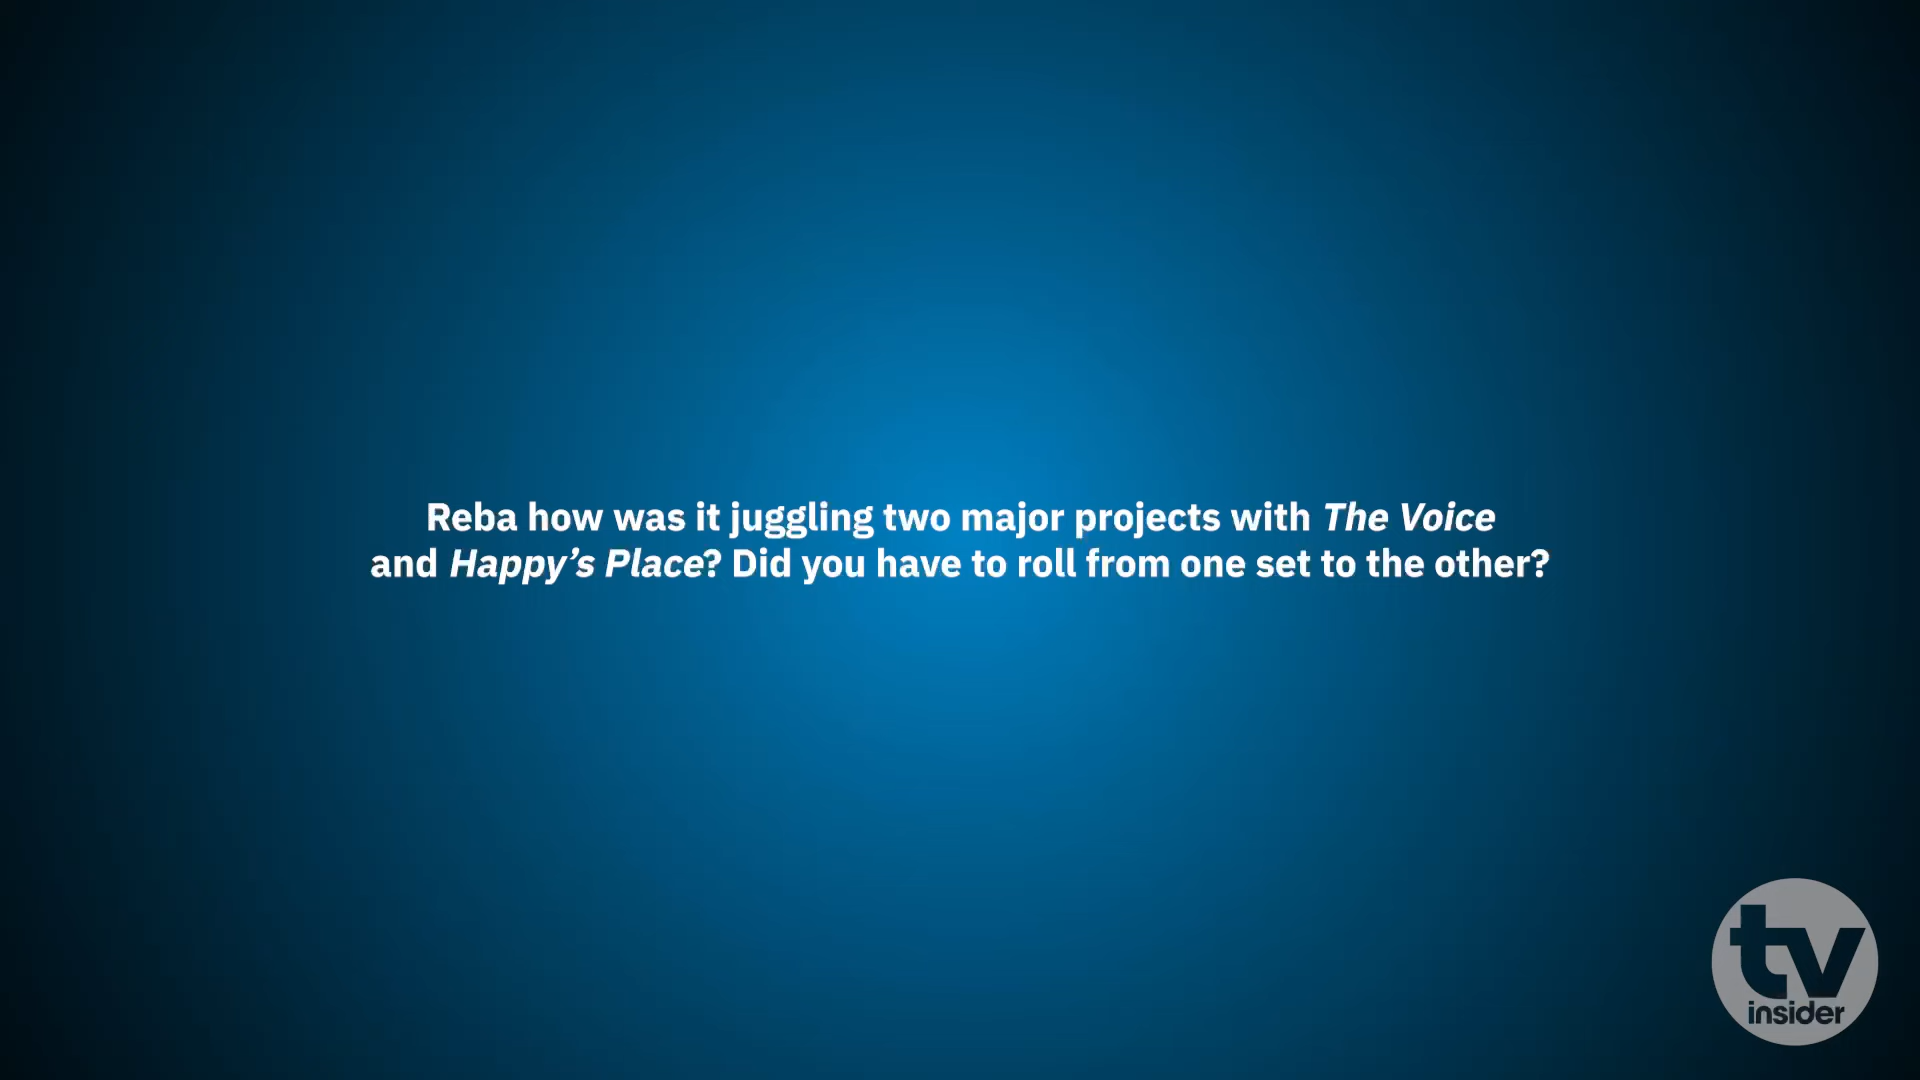 Reba how was it juggling two major projects with The Voice
and Happy’s Place? Did you have to roll from one set to the other?
tv
insider